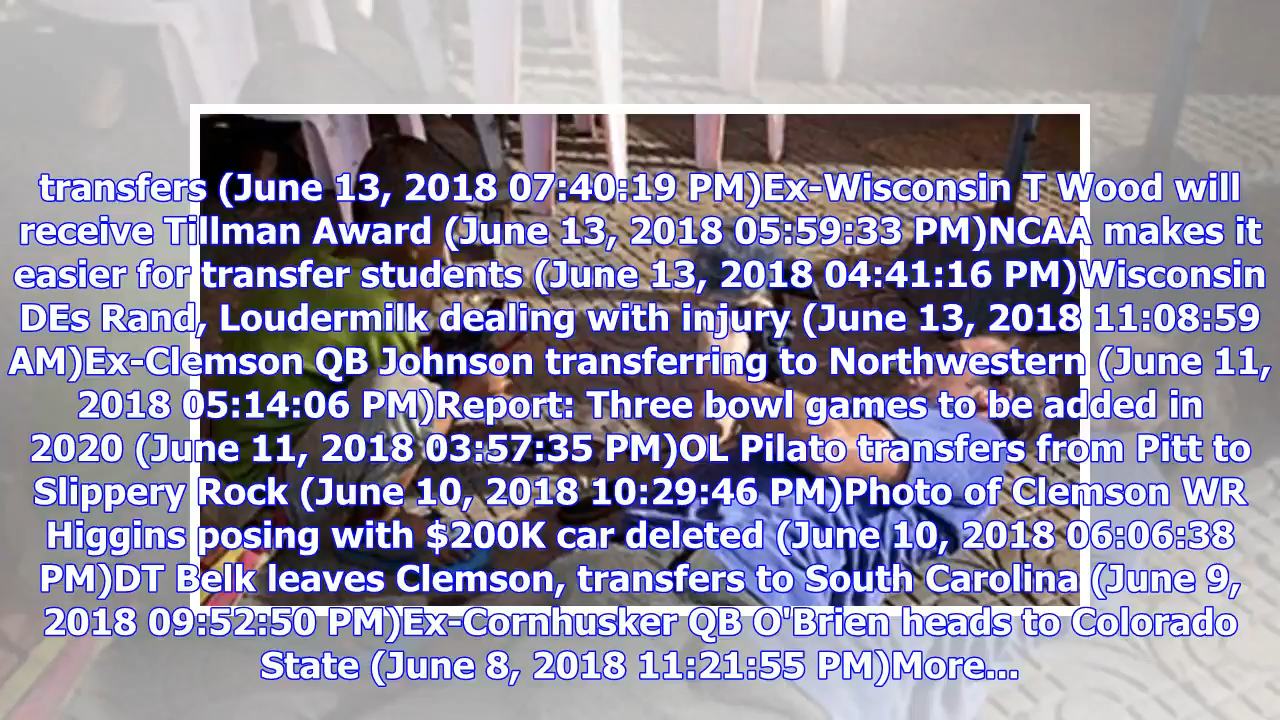 transfers (June 13, 2018 07:40:19 PM)Ex-Wisconsin T Wood will
receive Tillman Award (June 13, 2018 05:59:33 PM)NCAA makes it
easier for transfer students (June 13, 2018 04:41:16 PM)Wisconsin
DEs Rand, Loudermilk dealing with injury (June 13, 2018 11:08:59
AM)Ex-Clemson QB Johnson transferring to Northwestern (June 11,
2018 05:14:06 PM)Report: Three bowl games to be added in
2020 (June 11, 2018 03:57:35 PM)OL Pilato transfers from Pitt to
Slippery Rock (June 10, 2018 10:29:46 PM)Photo of Clemson WR
Higgins posing with $200K car deleted (June 10, 2018 06:06:38
PM)DT Belk leaves Clemson, transfers to South Carolina (June 9,
2018 09:52:50 PM)Ex-Cornhusker QB O'Brien heads to Colorado
State (June 8, 2018 11:21:55 PM)More...